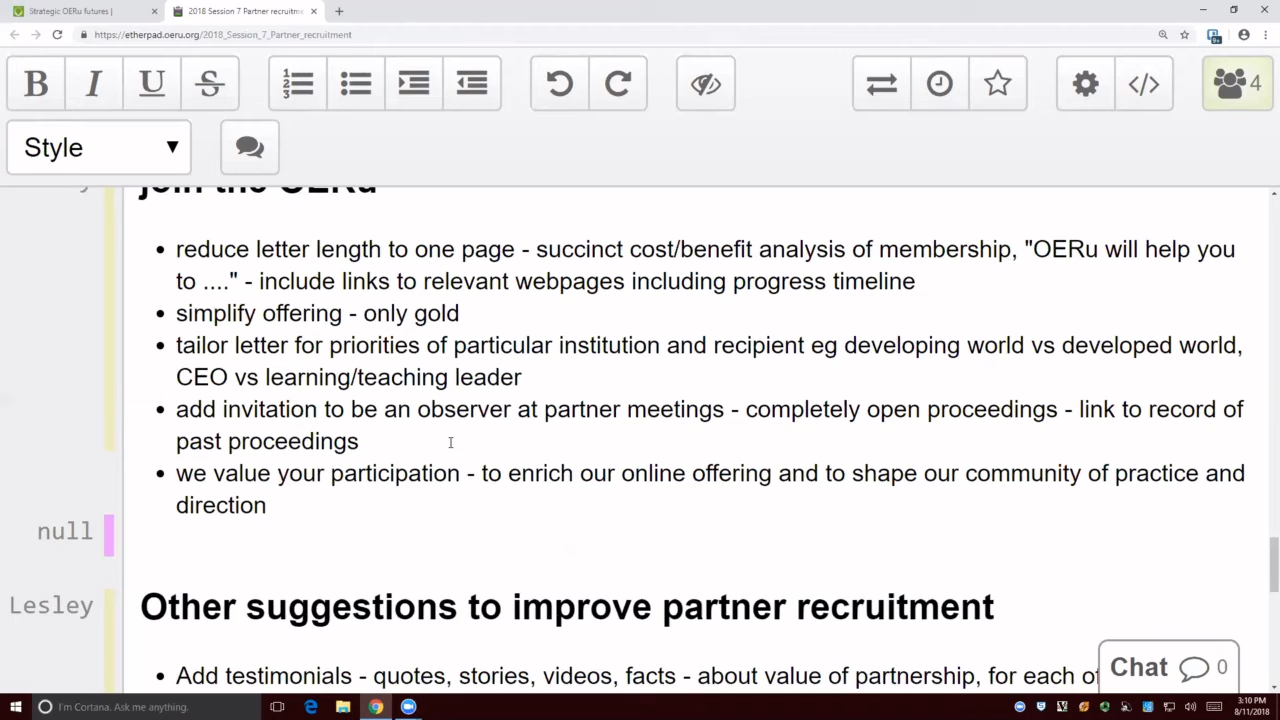 Strategic OERu futures |
2018 Session 7 Partner recruitm
https://etherpad.oeru.org/2018_Session_7_Partner_recruitment
B I U S
4
Style
join the OERu
reduce letter length to one page - succinct cost/benefit analysis of membership, "OERu will help you
to ...." - include links to relevant webpages including progress timeline
simplify offering - only gold
tailor letter for priorities of particular institution and recipient eg developing world vs developed world,
CEO vs learning/teaching leader
add invitation to be an observer at partner meetings - completely open proceedings - link to record of
past proceedings
we value your participation - to enrich our online offering and to shape our community of practice and
direction
null
Lesley
Other suggestions to improve partner recruitment
Add testimonials - quotes, stories, videos, facts - about value of partnership, for each
Chat 0
I'm Cortana. Ask me anything.
3:10 PM
8/11/2018